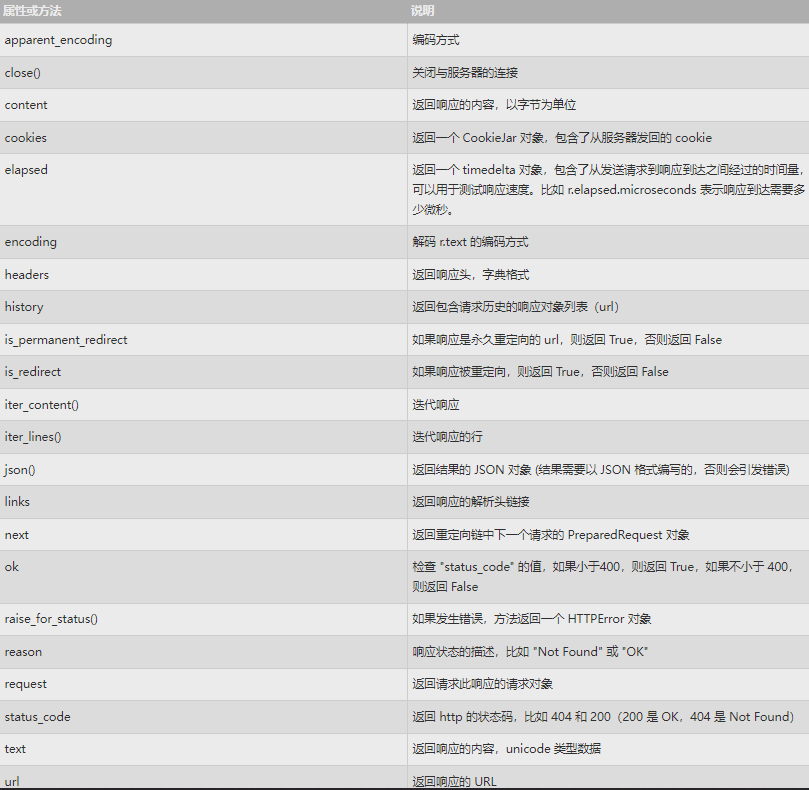 属性或方法 说明
apparent_encoding 编码方式
close() 关闭与服务器的连接
content 返回响应的内容，以字节为单位
cookies 返回一个 CookieJar 对象，包含了从服务器发回的 cookie
elapsed 返回一个 timedelta 对象，包含了从发送请求到响应到达之间经过的时间量，
可以用于测试响应速度。比如 r.elapsed.microseconds 表示响应到达需要多
少微秒。
encoding 解码 r.text 的编码方式
headers 返回响应头，字典格式
history 返回包含请求历史的响应对象列表（url）
is_permanent_redirect 如果响应是永久重定向的 url，则返回 True，否则返回 False
is_redirect 如果响应被重定向，则返回 True，否则返回 False
iter_content() 迭代响应
iter_lines() 迭代响应的行
json() 返回结果的 JSON 对象 (结果需要以 JSON 格式编写的，否则会引发错误)
links 返回响应的解析头链接
next 返回重定向链中下一个请求的 PreparedRequest 对象
ok 检查 "status_code" 的值，如果小于400，则返回 True，如果不小于 400，
则返回 False
raise_for_status() 如果发生错误，方法返回一个 HTTPError 对象
reason 响应状态的描述，比如 "Not Found" 或 "OK"
request 返回请求此响应的请求对象
status_code 返回 http 的状态码，比如 404 和 200（200 是 OK，404 是 Not Found）
text 返回响应的内容，unicode 类型数据
url 返回响应的 URL